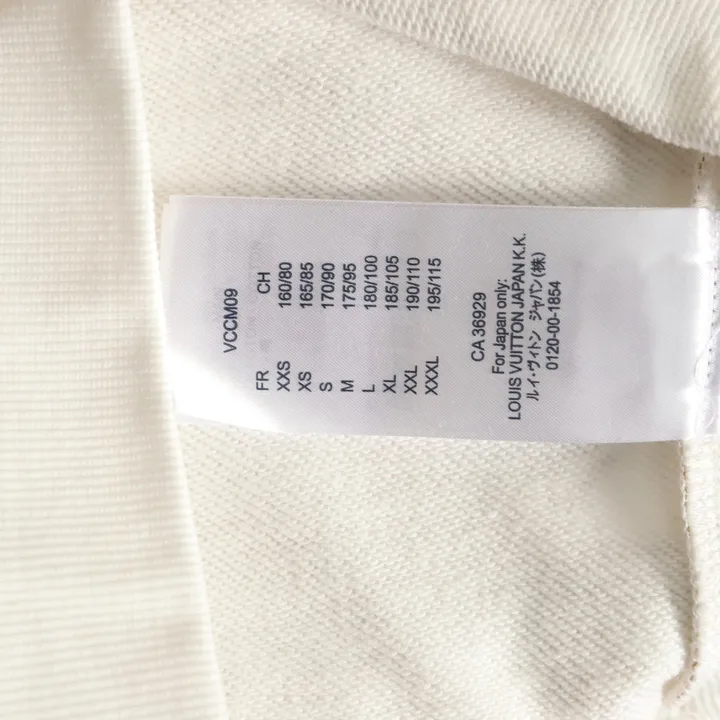 VCCM09
FR CH
XXS 160/80
XS 165/85
S 170/90
M 175/95
L 180/100
XL 185/105
XXL 190/110
XXXL 195/115
CA 36929
For Japan only:
LOUIS VUITTON JAPAN K.K.
ルイ・ヴィトン ジャパン(株)
0120-00-1854